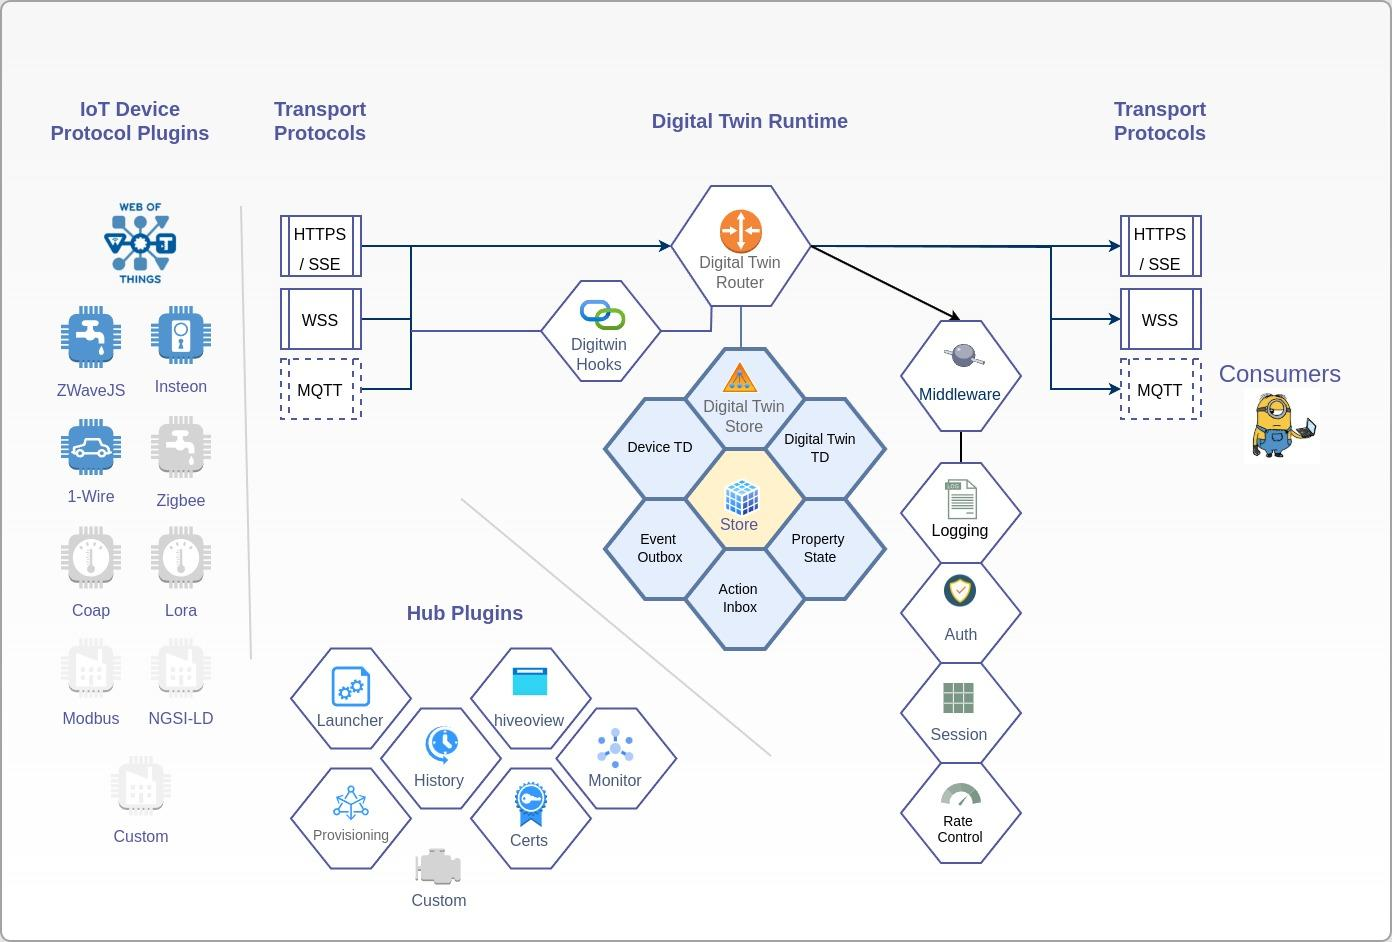 IoT Device
Protocol Plugins
Transport
Protocols
Digital Twin Runtime
Transport
Protocols
WEB OF
W T
THINGS
ZWaveJS
Insteon
1-Wire
Zigbee
Coap
Lora
Modbus
NGSI-LD
Custom
HTTPS
/ SSE
WSS
MQTT
Digital Twin
Router
Digitwin
Hooks
Digital Twin
Store
Device TD
Digital Twin
TD
Store
Event
Outbox
Property
State
Action
Inbox
Middleware
LOG
Logging
Auth
Session
Rate
Control
HTTPS
/ SSE
WSS
MQTT
Consumers
Hub Plugins
Launcher
hiveoview
History
Monitor
Provisioning
Certs
Custom